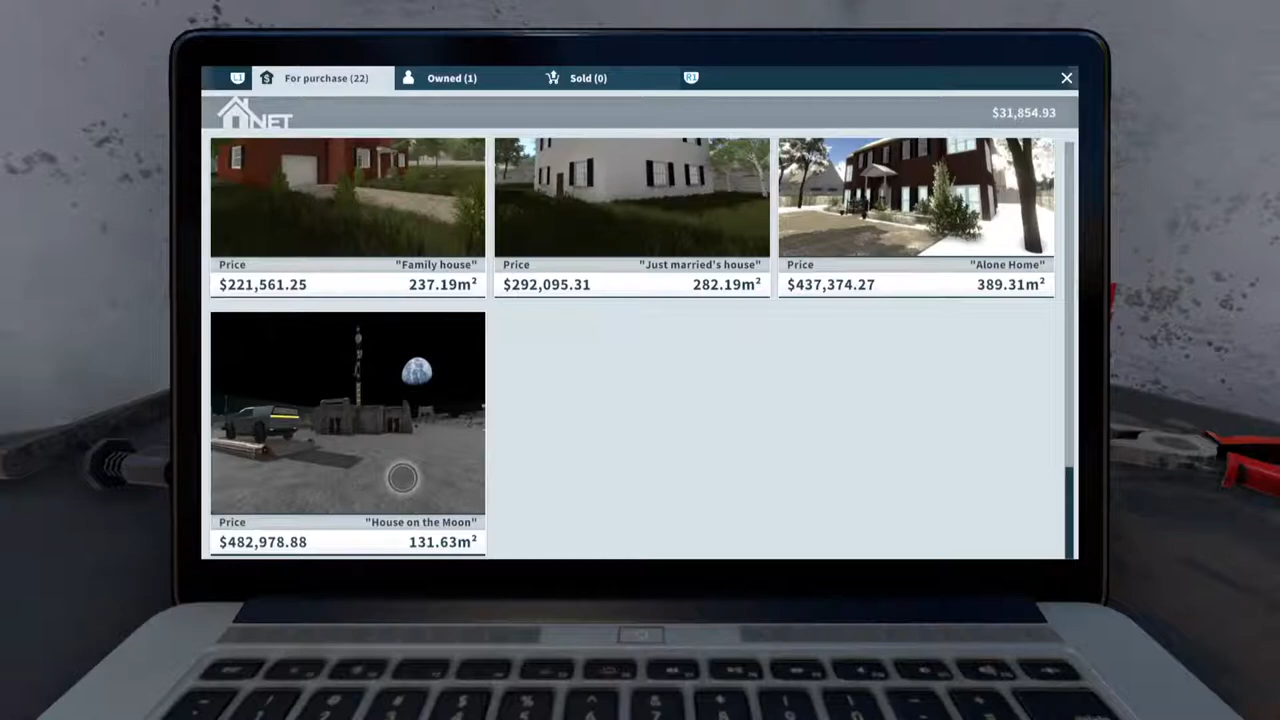 L1 For purchase (22) Owned (1) Sold (0) R1
NET
$31,854.93
Price "Family house"
$221,561.25 237.19m²
Price "Just married's house"
$292,095.31 282.19m²
Price "Alone Home"
$437,374.27 389.31m²
Price "House on the Moon"
$482,978.88 131.63m²